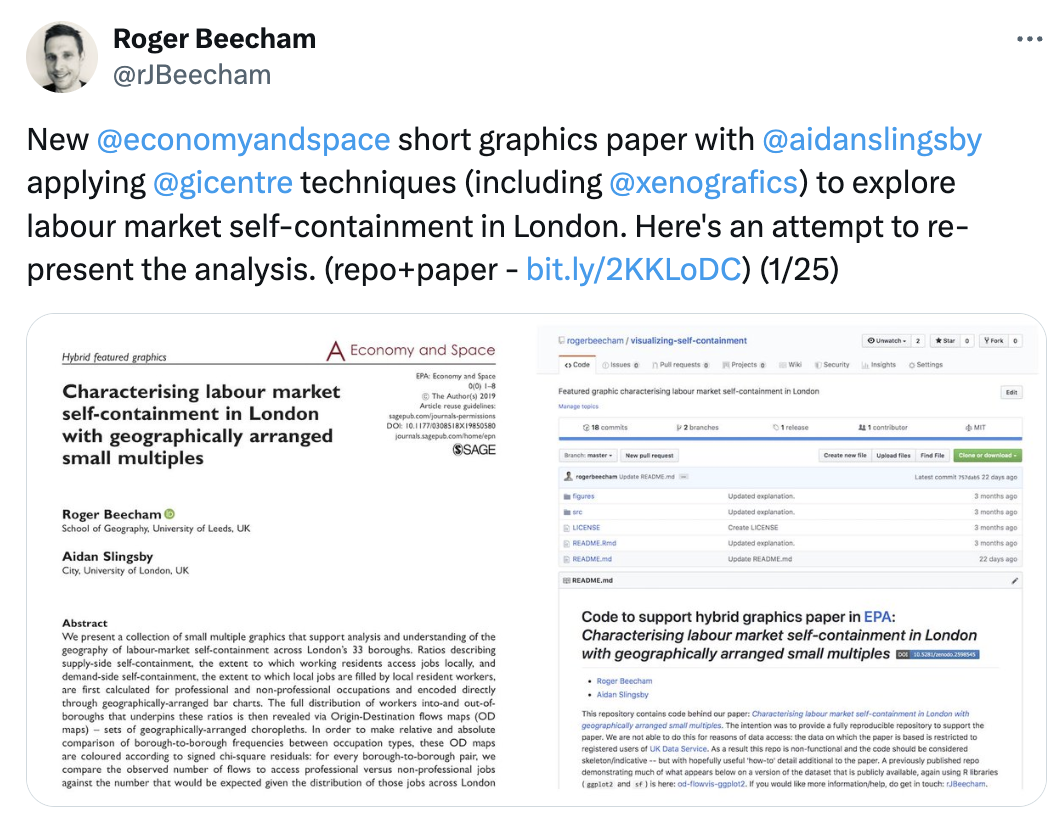 Roger Beecham
@rJBeecham
New @economyandspace short graphics paper with @aidanslingsby
applying @gicentre techniques (including @xenografics) to explore
labour market self-containment in London. Here's an attempt to re-
present the analysis. (repo+paper - bit.ly/2KKLoDC) (1/25)
Hybrid featured graphics
A Economy and Space
Characterising labour market
self-containment in London
with geographically arranged
small multiples
EPA: Economy and Space
0(0) 1–8
© The Author(s) 2019
Article reuse guidelines:
sagepub.com/journals-permissions
DOI: 10.1177/0308518X19850580
journals.sagepub.com/home/epn
SSAGE
Roger Beecham iD
School of Geography, University of Leeds, UK
Aidan Slingsby
City, University of London, UK
Abstract
We present a collection of small multiple graphics that support analysis and understanding of the
geography of labour-market self-containment across London's 33 boroughs. Ratios describing
supply-side self-containment, the extent to which working residents access jobs locally, and
demand-side self-containment, the extent to which local jobs are filled by local resident workers,
are first calculated for professional and non-professional occupations and encoded directly
through geographically-arranged bar charts. The full distribution of workers into-and out-of-
boroughs that underpins these ratios is then revealed via Origin-Destination flows maps (OD
maps) – sets of geographically-arranged choropleths. In order to make relative and absolute
comparison of borough-to-borough frequencies between occupation types, these OD maps
are coloured according to signed chi-square residuals: for every borough-to-borough pair, we
compare the observed number of flows to access professional versus non-professional jobs
against the number that would be expected given the distribution of those jobs across London
rogerbeecham / visualizing-self-containment
Unwatch 2 Star 0 Fork 0
Code Issues 0 Pull requests 0 Projects 0 Wiki Security Insights Settings
Featured graphic characterising labour market self-containment in London
Edit
Manage topics
18 commits 2 branches 1 release 1 contributor MIT
Branch: master New pull request Create new file Upload files Find File Clone or download
rogerbeecham Update README.md Latest commit 22 days ago
figures Updated explanation. 3 months ago
src Updated explanation. 3 months ago
LICENSE Create LICENSE 3 months ago
README.Rmd Updated explanation. 3 months ago
README.md Update README.md 22 days ago
README.md
Code to support hybrid graphics paper in EPA:
Characterising labour market self-containment in London
with geographically arranged small multiples DOI 10.5281/zenodo.2598545
• Roger Beecham
• Aidan Slingsby
This repository contains code behind our paper: Characterising labour market self-containment in London with
geographically arranged small multiples. The intention was to provide a fully reproducible repository to support the
paper. We are not able to do this for reasons of data access: the data on which the paper is based is restricted to
registered users of UK Data Service. As a result this repo is non-functional and the code should be considered
skeleton/indicative -- but with hopefully useful 'how-to' detail additional to the paper. A previously published repo
demonstrating much of what appears below on a version of the dataset that is publicly available, again using R libraries
( ggplot2 and sf ) is here: od-flowvis-ggplot2. If you would like more information/help, do get in touch: rJBeecham.